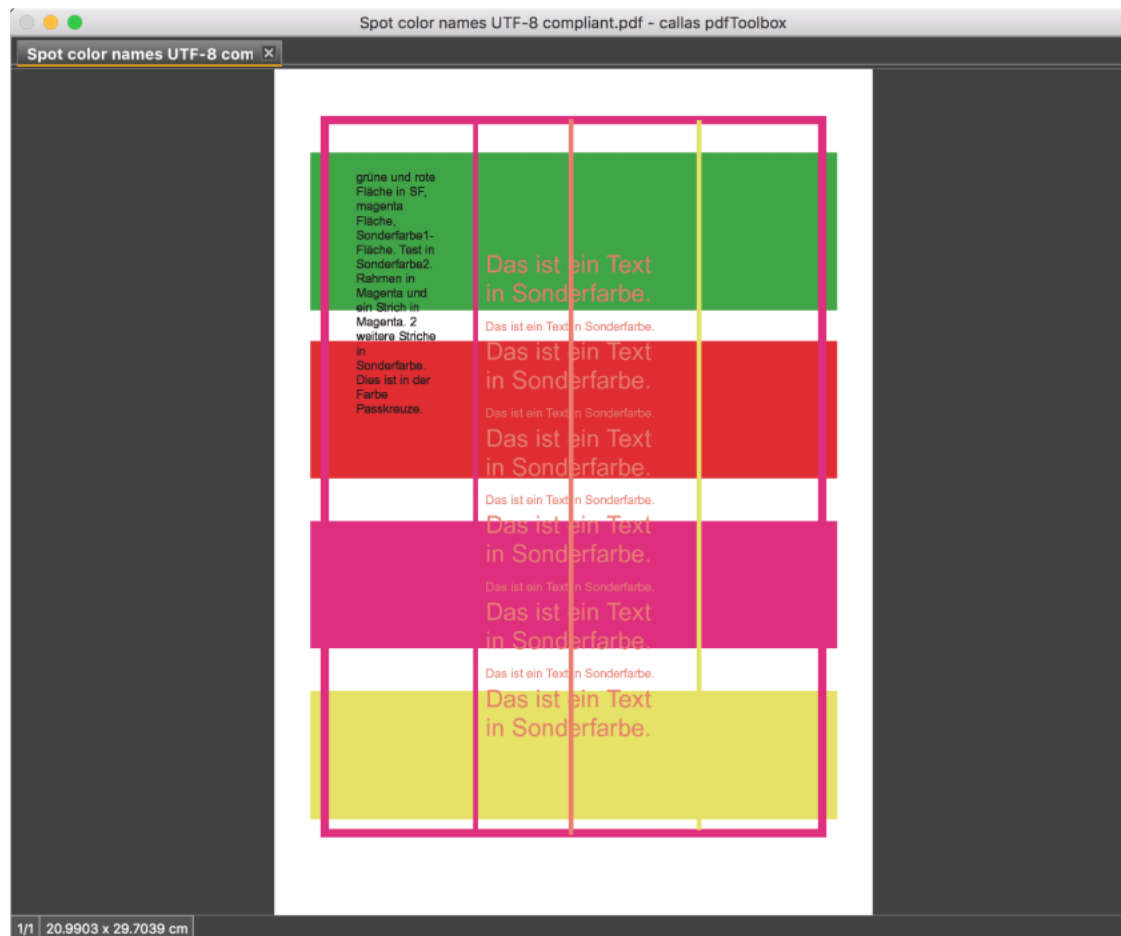 Spot color names UTF-8 compliant.pdf - callas pdfToolbox
Spot color names UTF-8 com
grüne und rote
Fläche in SF,
magenta
Fläche,
Sonderfarbe1-
Fläche. Test in
Sonderfarbe2.
Rahmen in
Magenta und
ein Strich in
Magenta. 2
weitere Striche
in
Sonderfarbe.
Dies ist in der
Farbe
Passkreuze.
Das ist ein Text
in Sonderfarbe.
Das ist ein Text in Sonderfarbe.
Das ist ein Text
in Sonderfarbe.
Das ist ein Text in Sonderfarbe.
Das ist ein Text
in Sonderfarbe.
Das ist ein Text in Sonderfarbe.
Das ist ein Text
in Sonderfarbe.
Das ist ein Text in Sonderfarbe.
Das ist ein Text
in Sonderfarbe.
Das ist ein Text in Sonderfarbe.
Das ist ein Text
in Sonderfarbe.
1/1 20.9903 x 29.7039 cm